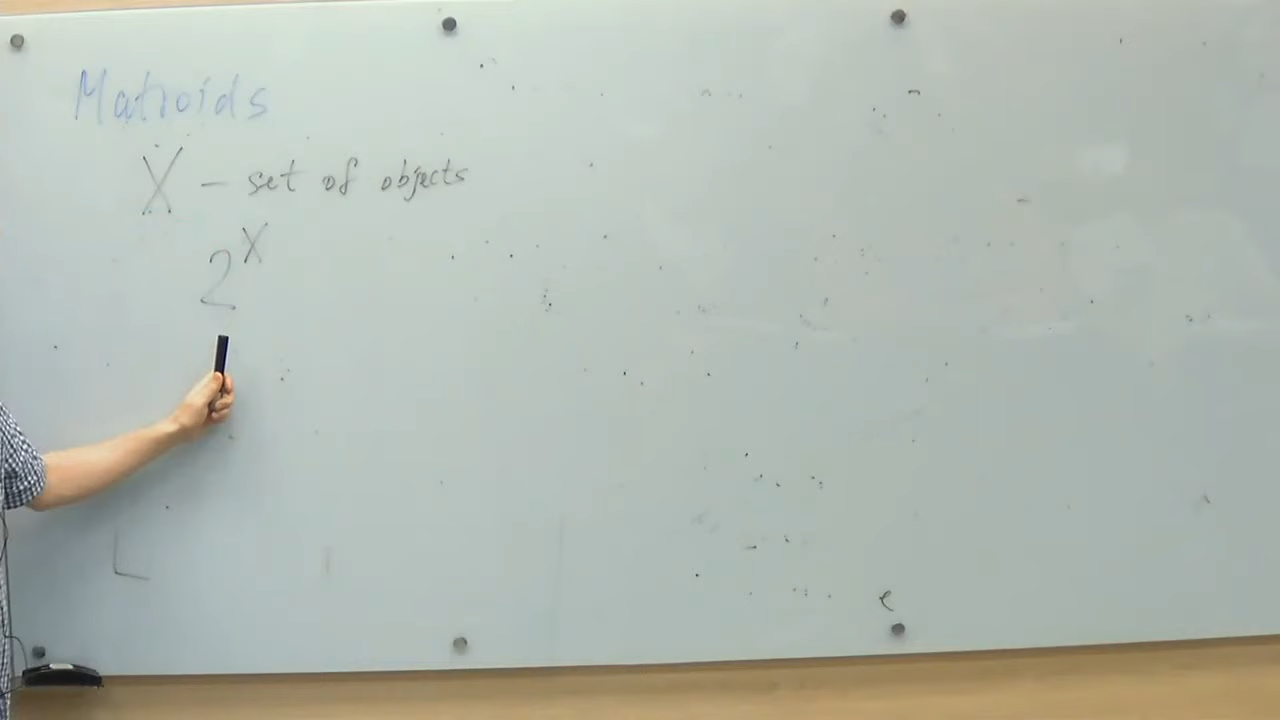 Matroids
X – set of objects
2^X